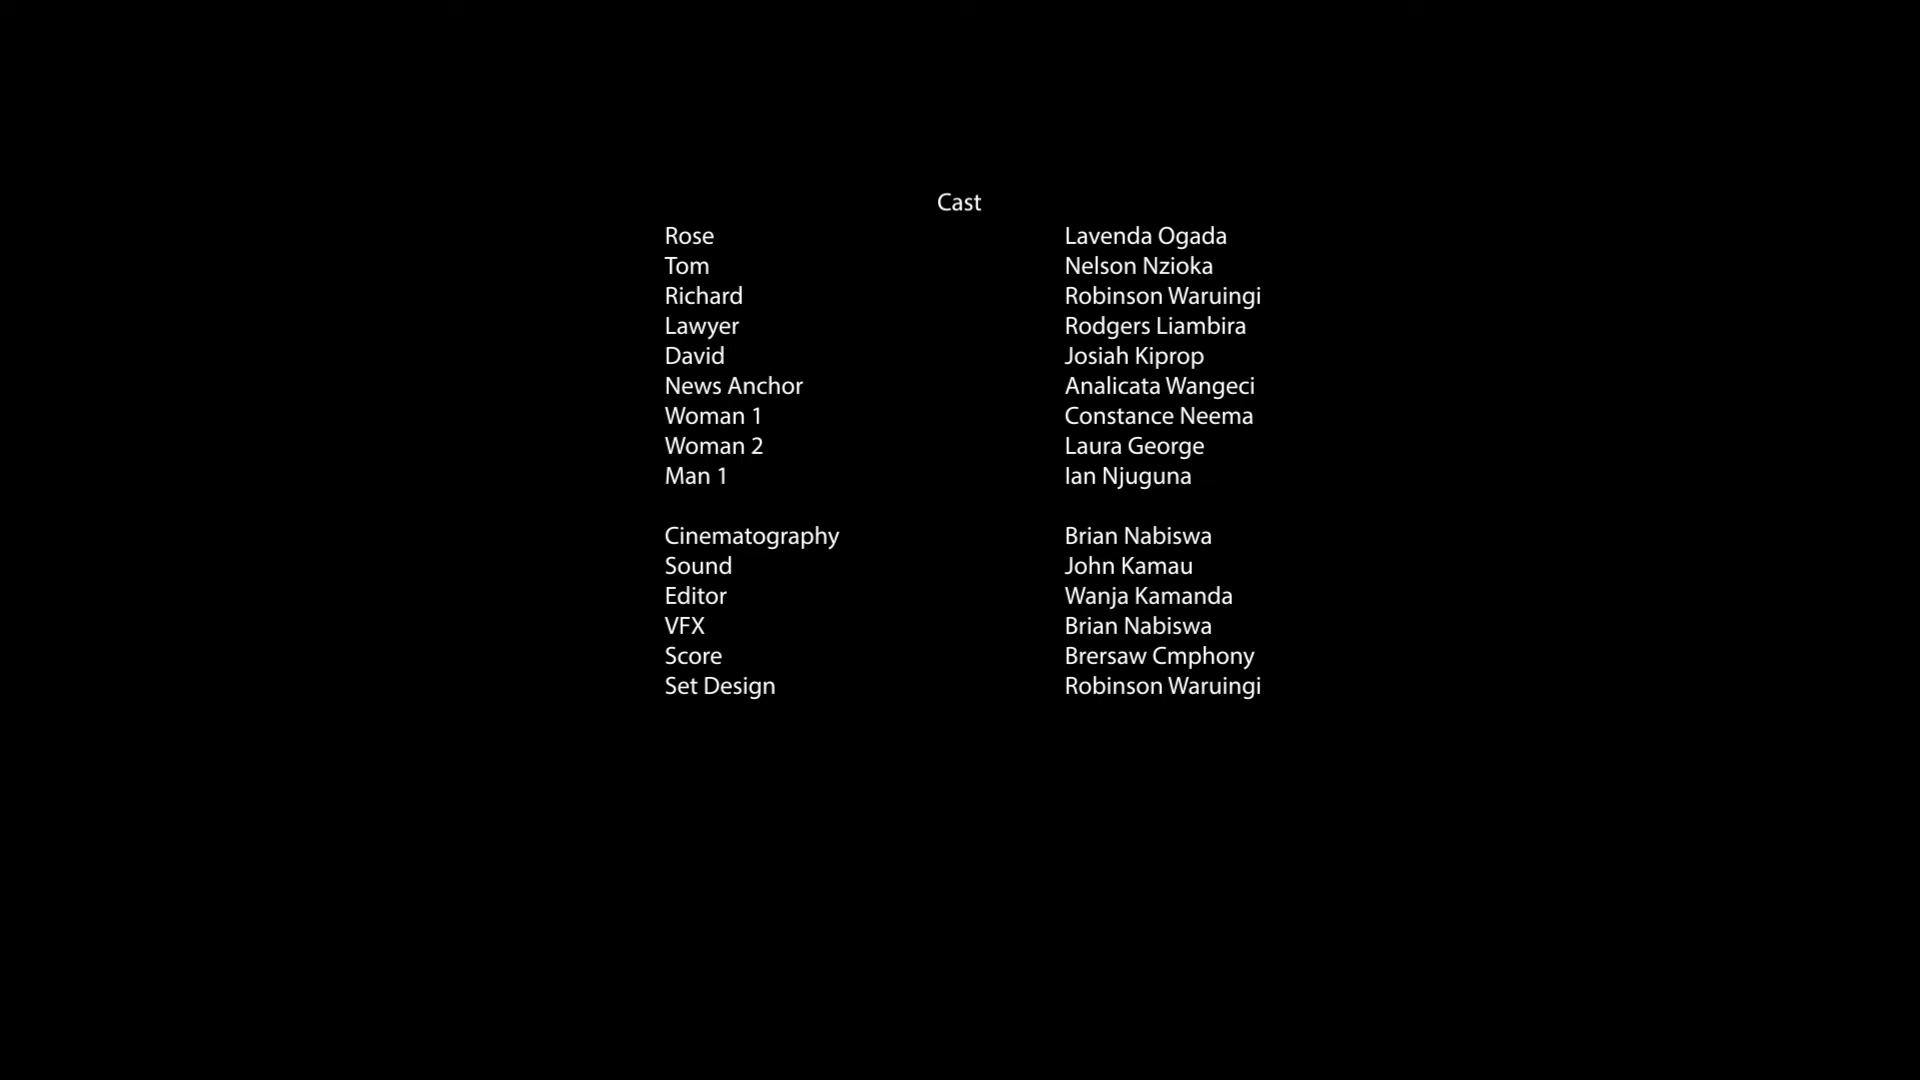 Cast
Rose Lavenda Ogada
Tom Nelson Nzioka
Richard Robinson Waruingi
Lawyer Rodgers Liambira
David Josiah Kiprop
News Anchor Analicata Wangeci
Woman 1 Constance Neema
Woman 2 Laura George
Man 1 Ian Njuguna
Cinematography Brian Nabiswa
Sound John Kamau
Editor Wanja Kamanda
VFX Brian Nabiswa
Score Brersaw Cmphony
Set Design Robinson Waruingi